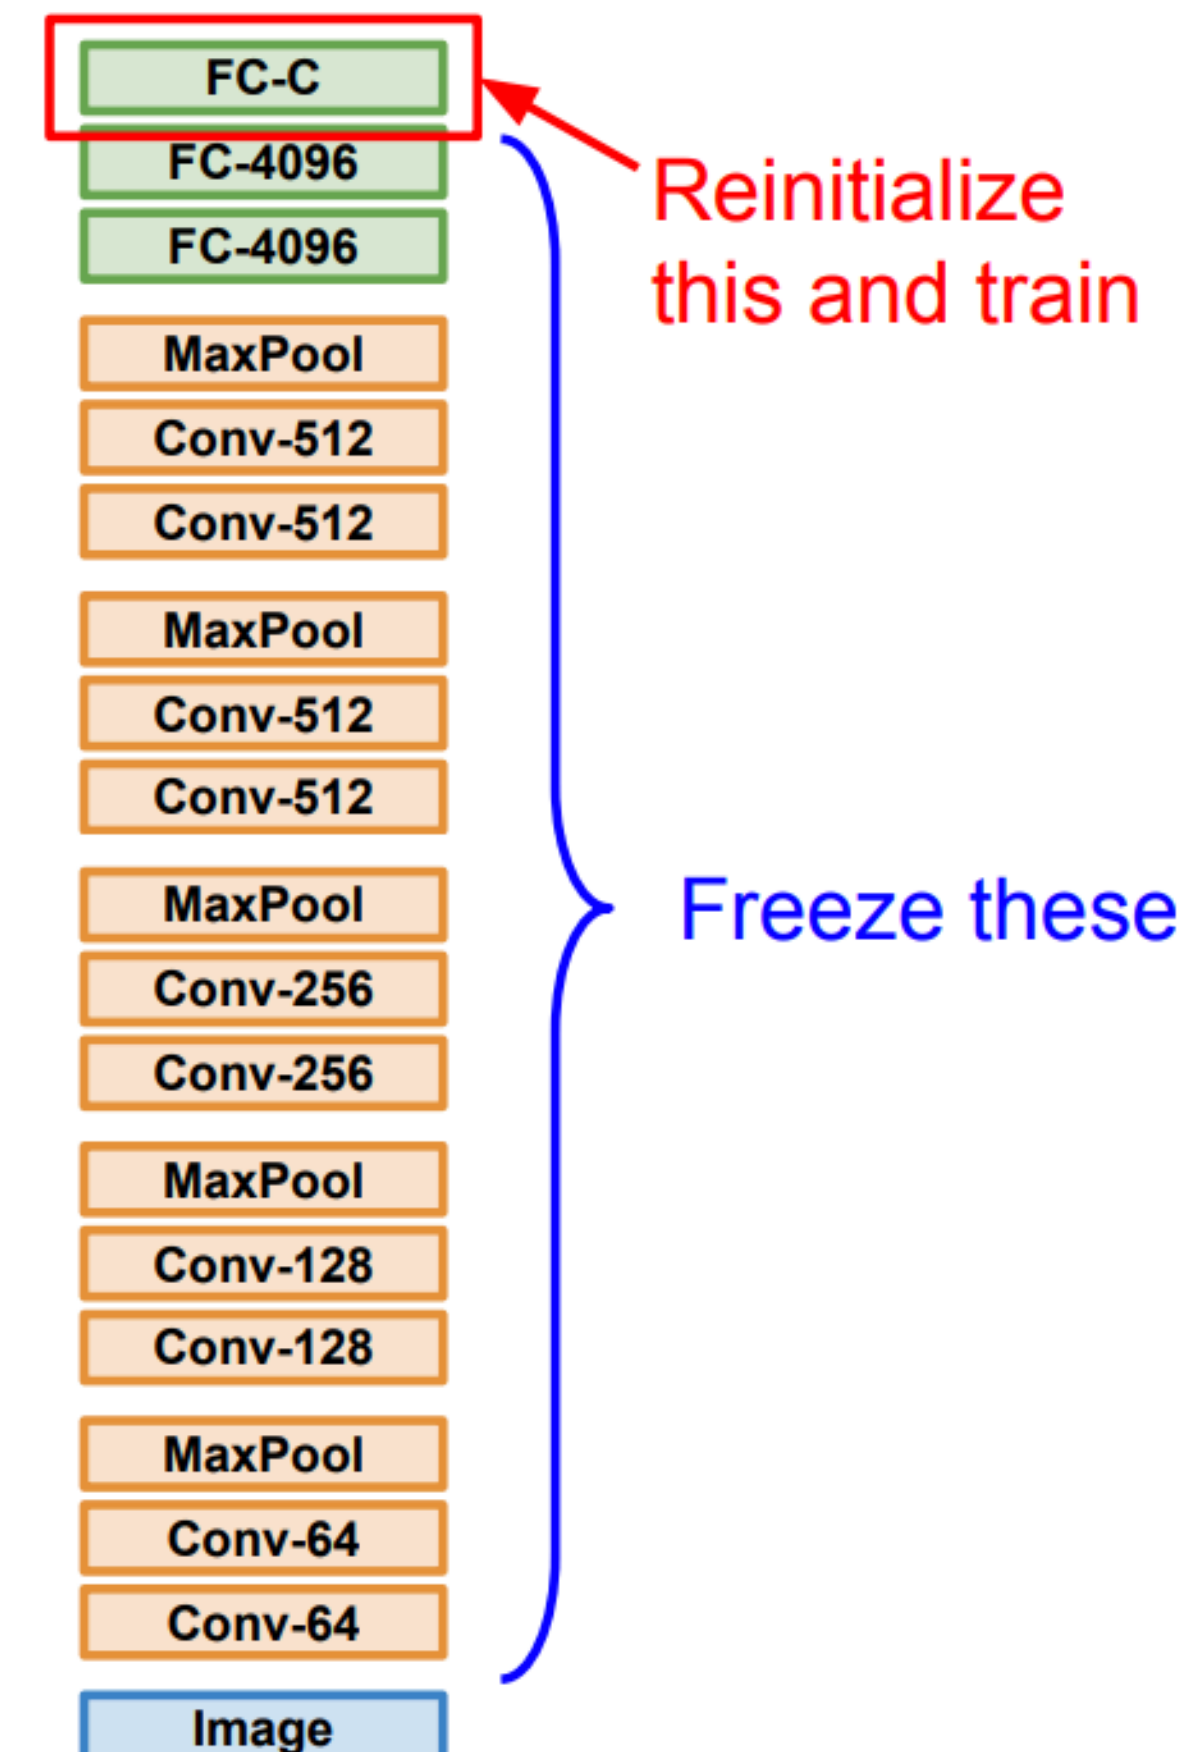 FC-C
FC-4096
FC-4096
MaxPool
Conv-512
Conv-512
MaxPool
Conv-512
Conv-512
MaxPool
Conv-256
Conv-256
MaxPool
Conv-128
Conv-128
MaxPool
Conv-64
Conv-64
Image
Reinitialize
this and train
Freeze these